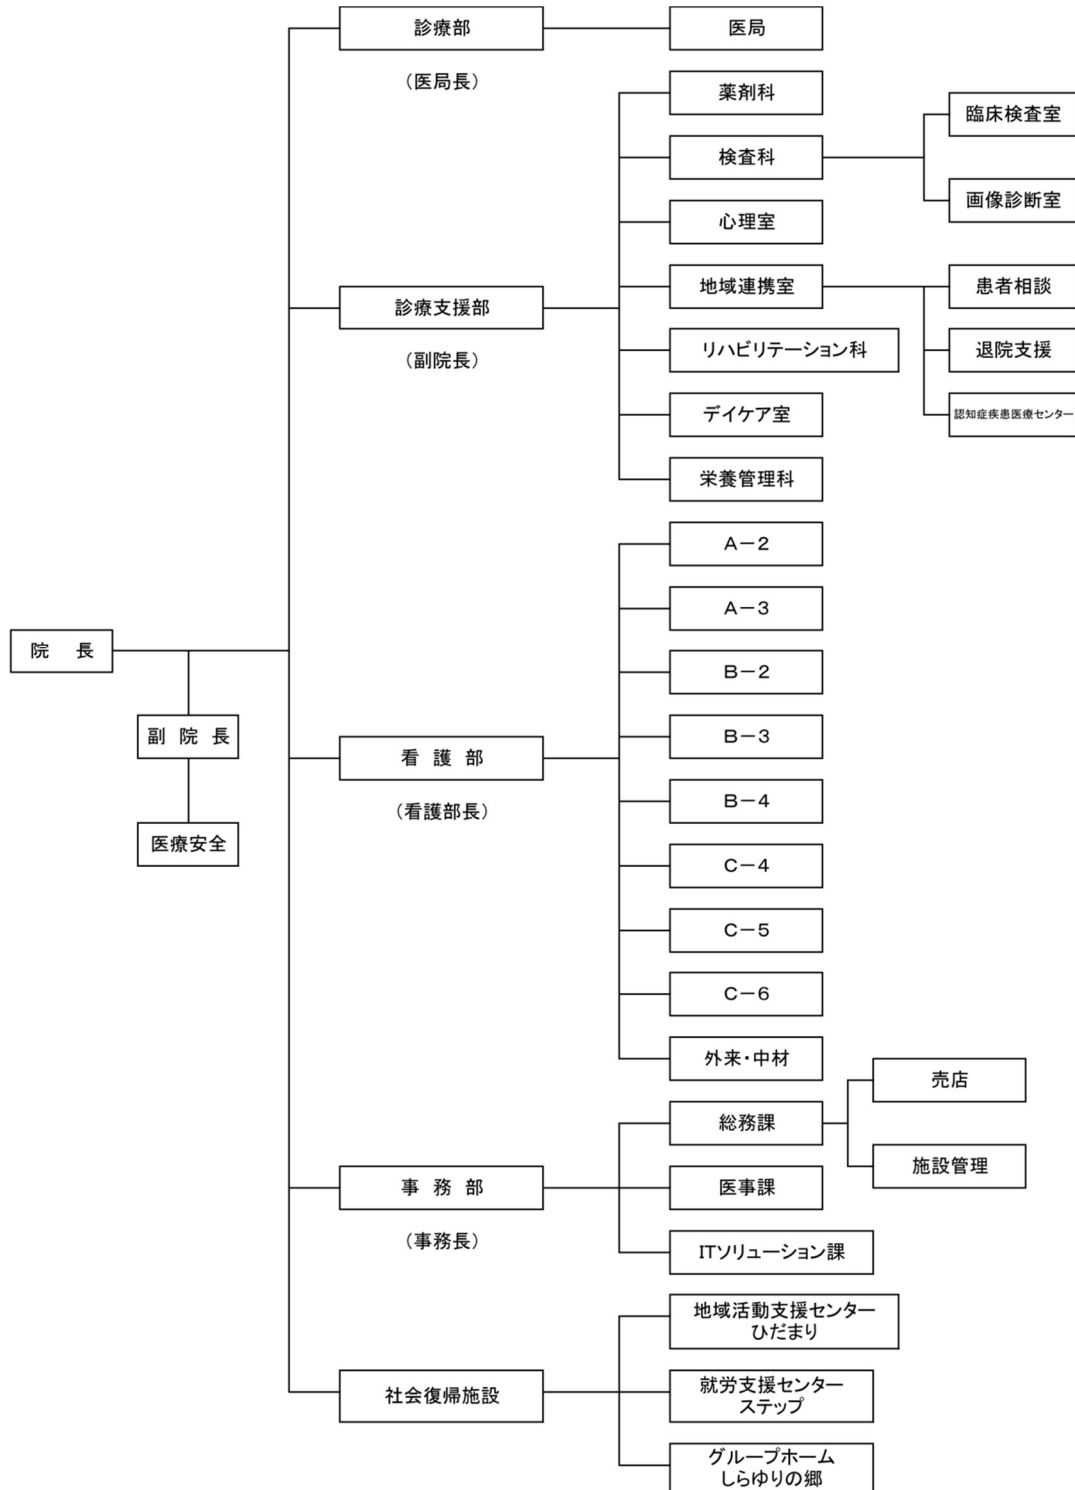 診療部
医局
（医局長）
薬剤科
臨床検査室
検査科
画像診断室
心理室
地域連携室
患者相談
診療支援部
リハビリテーション科
退院支援
（副院長）
デイケア室
認知症疾患医療センター
栄養管理科
A－2
A－3
院　長
B－2
副 院 長
B－3
看 護 部
（看護部長）
B－4
医療安全
C－4
C－5
C－6
外来・中材
売店
総務課
施設管理
事 務 部
医事課
（事務長）
ITソリューション課
地域活動支援センター
ひだまり
社会復帰施設
就労支援センター
ステップ
グループホーム
しらゆりの郷